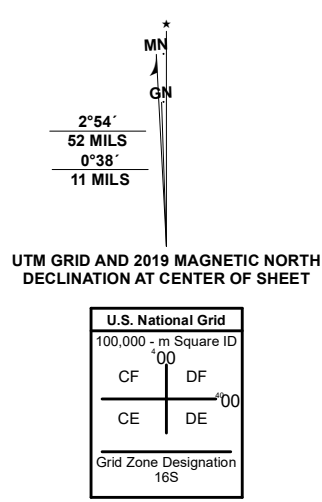 ★
MN
GN
2°54´
52 MILS
0°38´
11 MILS
UTM GRID AND 2019 MAGNETIC NORTH
DECLINATION AT CENTER OF SHEET
U.S. National Grid
100,000 - m Square ID
⁴00
CF DF
⁴⁰00
CE DE
Grid Zone Designation
16S